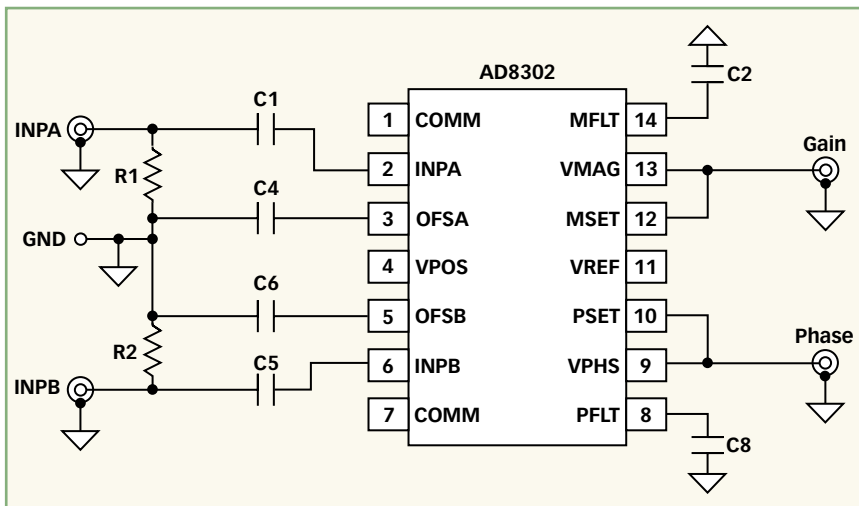 AD8302
C2
C1
INPA
1 COMM MFLT 14
Gain
2 INPA VMAG 13
R1
C4
3 OFSA MSET 12
GND
4 VPOS VREF 11
C6
5 OFSB PSET 10
Phase
R2
C5
6 INPB VPHS 9
INPB
7 COMM PFLT 8
C8